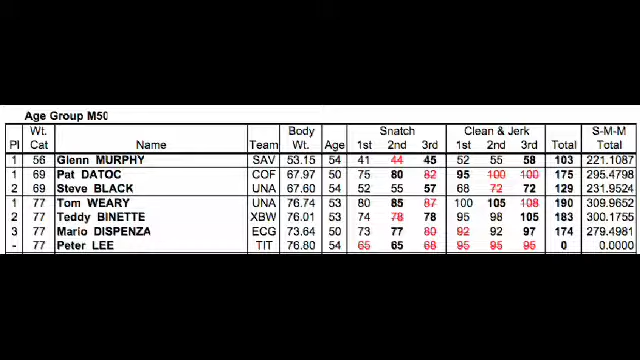 Age Group M50
Wt. Body Snatch Clean & Jerk S-M-M
Pl Cat Name Team Wt. Age 1st 2nd 3rd 1st 2nd 3rd Total Total
1 56 Glenn MURPHY SAV 53.15 54 41 44 45 52 55 58 103 221.1087
1 69 Pat DATOC COF 67.97 50 75 80 82 95 100 100 175 295.4798
2 69 Steve BLACK UNA 67.60 54 52 55 57 68 72 72 129 231.9524
1 77 Tom WEARY UNA 76.74 53 80 85 87 100 105 108 190 309.9652
2 77 Teddy BINETTE XBW 76.01 53 74 78 78 95 98 105 183 300.1755
3 77 Mario DISPENZA ECG 73.64 50 73 77 80 92 92 97 174 279.4981
- 77 Peter LEE TIT 76.80 54 65 65 68 95 95 95 0 0.0000